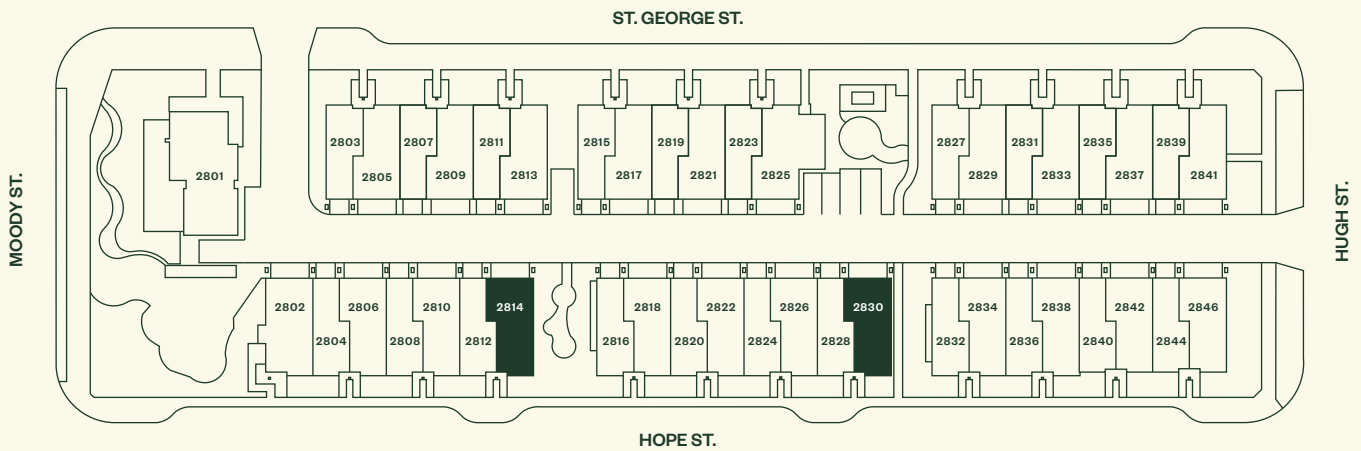 ST. GEORGE ST.
MOODY ST.
HUGH ST.
2803 2807 2811 2815 2819 2823 2827 2831 2835 2839
2801 2805 2809 2813 2817 2821 2825 2829 2833 2837 2841
2802 2806 2810 2814 2818 2822 2826 2830 2834 2838 2842 2846
2804 2808 2812 2816 2820 2824 2828 2832 2836 2840 2844
HOPE ST.